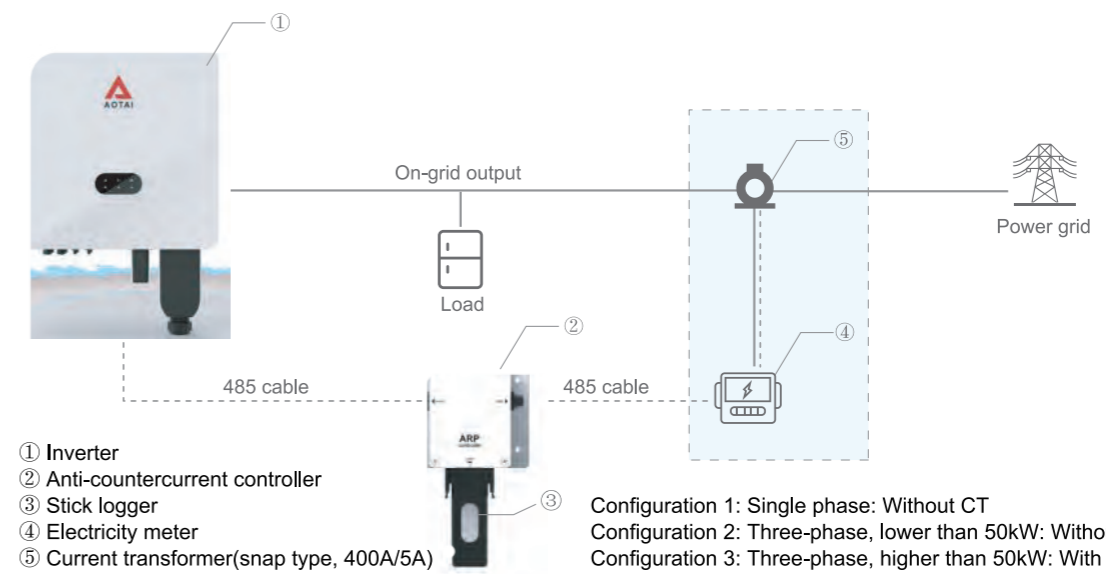 ①
AOTAI
⑤
On-grid output
Power grid
Load
②
④
485 cable
485 cable
ARP
① Inverter
② Anti-countercurrent controller
③ Stick logger
③
④ Electricity meter
⑤ Current transformer(snap type, 400A/5A)
Configuration 1: Single phase: Without CT
Configuration 2: Three-phase, lower than 50kW: Witho
Configuration 3: Three-phase, higher than 50kW: With